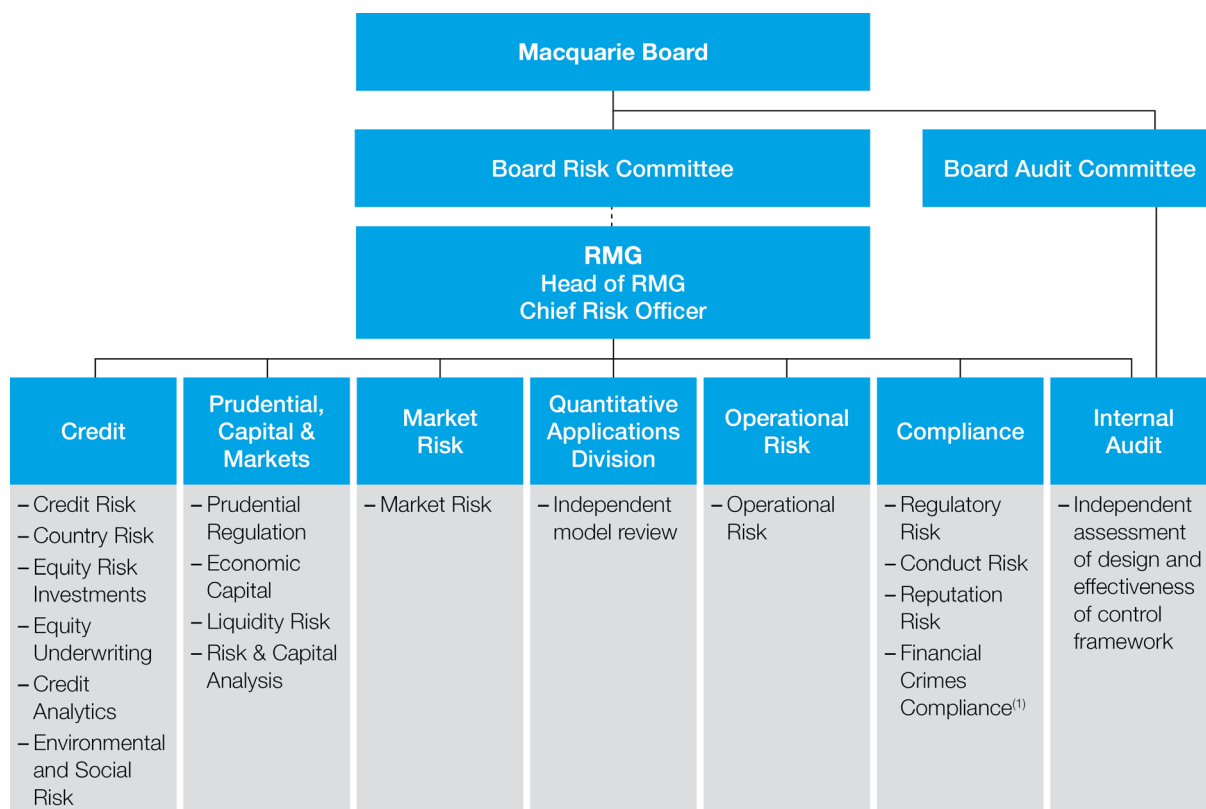 Macquarie Board
Board Risk Committee
Board Audit Committee
RMG
Head of RMG
Chief Risk Officer
Credit
– Credit Risk
– Country Risk
– Equity Risk
Investments
– Equity
Underwriting
– Credit
Analytics
– Environmental
and Social
Risk
Prudential,
Capital &
Markets
– Prudential
Regulation
– Economic
Capital
– Liquidity Risk
– Risk & Capital
Analysis
Market
Risk
– Market Risk
Quantitative
Applications
Division
– Independent
model review
Operational
Risk
– Operational
Risk
Compliance
– Regulatory
Risk
– Conduct Risk
– Reputation
Risk
– Financial
Crimes
Compliance(1)
Internal
Audit
– Independent
assessment
of design and
effectiveness
of control
framework